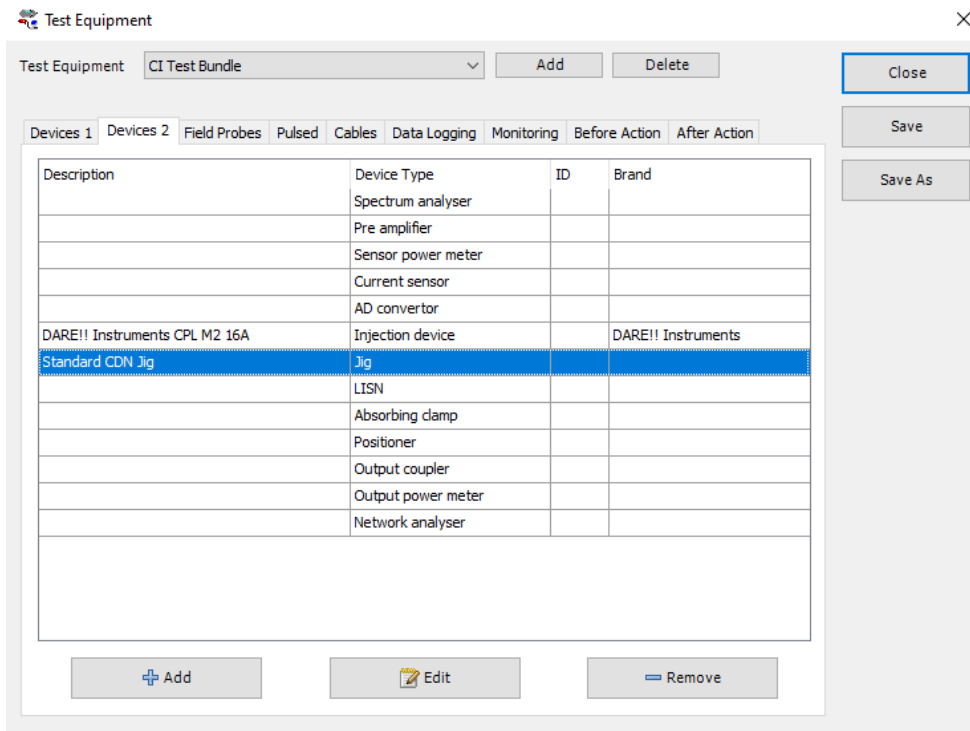 Test Equipment
Test Equipment CI Test Bundle Add Delete Close
Save
Save As
Devices 1 Devices 2 Field Probes Pulsed Cables Data Logging Monitoring Before Action After Action
Description Device Type ID Brand
Spectrum analyser
Pre amplifier
Sensor power meter
Current sensor
AD convertor
DARE!! Instruments CPL M2 16A Injection device DARE!! Instruments
Standard CDN Jig Jig
LISN
Absorbing clamp
Positioner
Output coupler
Output power meter
Network analyser
Add Edit Remove